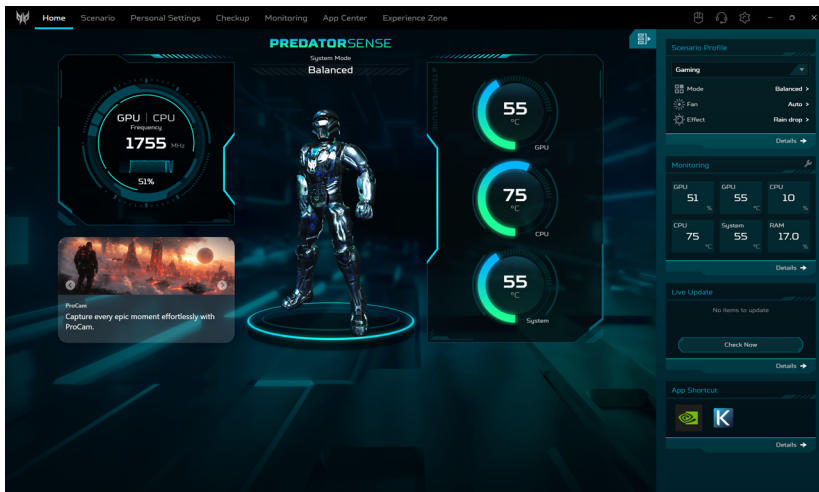 Home Scenario Personal Settings Checkup Monitoring App Center Experience Zone
PREDATORSENSE
System Mode
Balanced
GPU | CPU
Frequency
1755 MHz
51%
ProCam
Capture every epic moment effortlessly with
ProCam.
TEMPERATURE
55
°C
GPU
75
°C
CPU
55
°C
System
Scenario Profile
Gaming
Mode Balanced >
Fan Auto >
Effect Rain drop >
Details →
Monitoring
GPU GPU CPU
51 % 55 °C 10 %
CPU System RAM
75 °C 55 °C 17.0 %
Details →
Live Update
No items to update
Check Now
Details →
App Shortcut
K
Details →